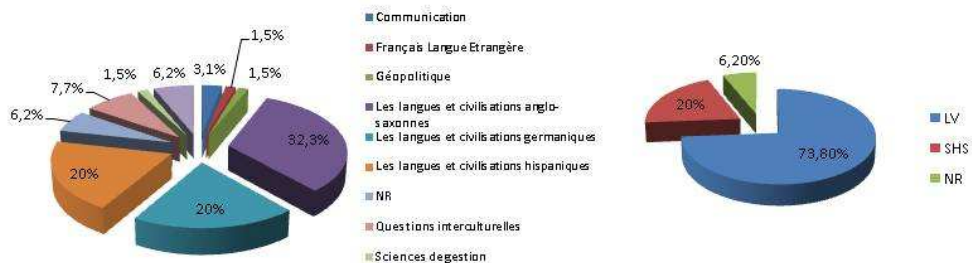 1,5%
1,5%
6,2%
3,1%
1,5%
7,7%
6,2%
32,3%
20%
20%
Communication
Français Langue Etrangère
Géopolitique
Les langues et civilisations anglo-
saxonnes
Les langues et civilisations germaniques
Les langues et civilisations hispaniques
NR
Questions interculturelles
Sciences degestion
6,20%
20%
73,80%
LV
SHS
NR